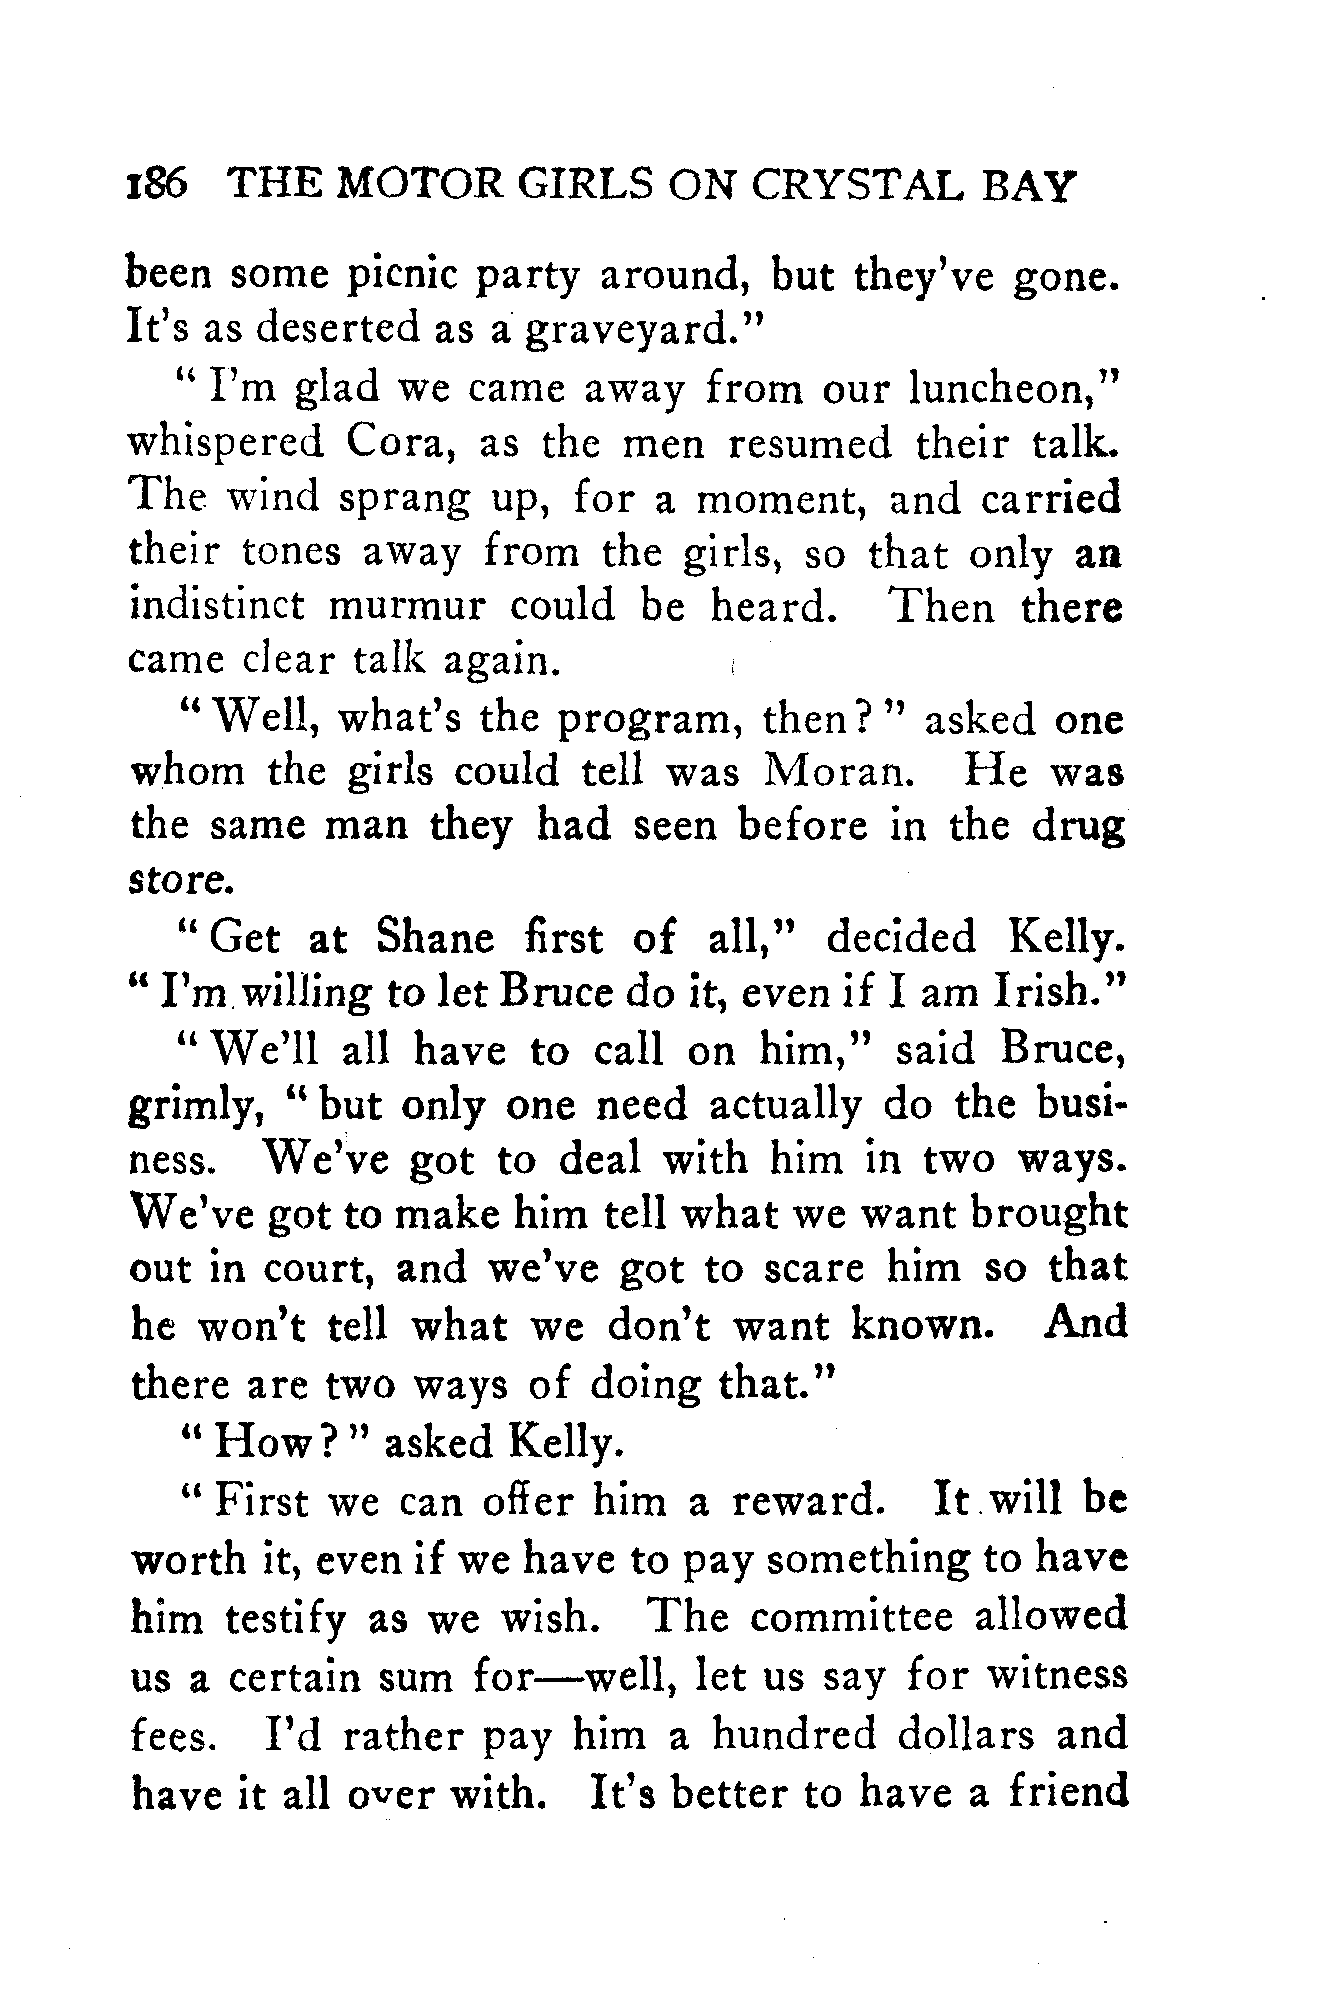 186 THE MOTOR GIRLS ON CRYSTAL BAY
been some picnic party around, but they've gone.
It's as deserted as a graveyard."
" I'm glad we came away from our luncheon,"
whispered Cora, as the men resumed their talk.
The wind sprang up, for a moment, and carried
their tones away from the girls, so that only an
indistinct murmur could be heard. Then there
came clear talk again.
" Well, what's the program, then? " asked one
whom the girls could tell was Moran. He was
the same man they had seen before in the drug
store.
" Get at Shane first of all," decided Kelly.
" I'm willing to let Bruce do it, even if I am Irish."
" We'll all have to call on him," said Bruce,
grimly, " but only one need actually do the busi-
ness. We've got to deal with him in two ways.
We've got to make him tell what we want brought
out in court, and we've got to scare him so that
he won't tell what we don't want known. And
there are two ways of doing that."
" How? " asked Kelly.
" First we can offer him a reward. It will be
worth it, even if we have to pay something to have
him testify as we wish. The committee allowed
us a certain sum for—well, let us say for witness
fees. I'd rather pay him a hundred dollars and
have it all over with. It's better to have a friend